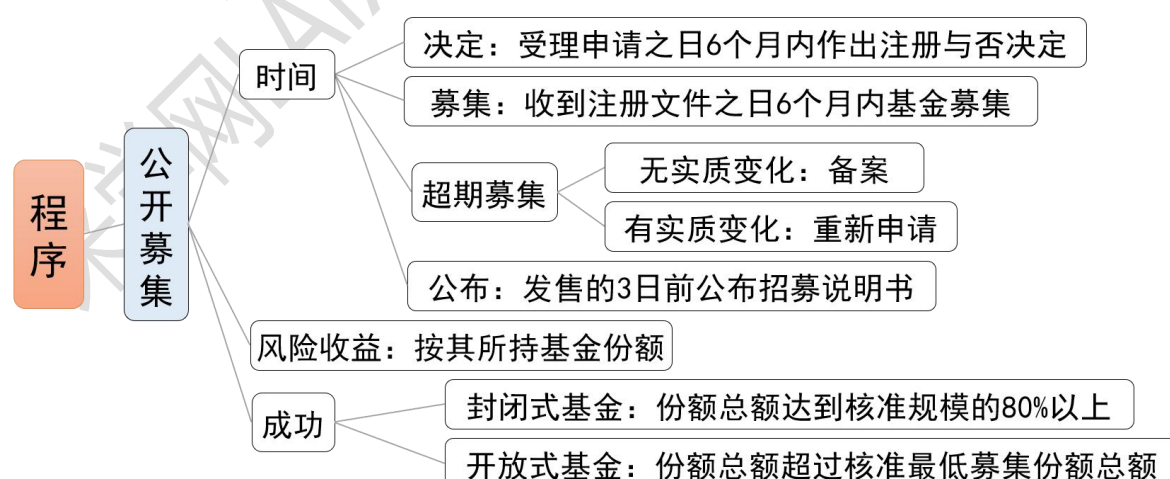 程序
公开募集
时间
决定：受理申请之日6个月内作出注册与否决定
募集：收到注册文件之日6个月内基金募集
超期募集
无实质变化：备案
有实质变化：重新申请
公布：发售的3日前公布招募说明书
风险收益：按其所持基金份额
成功
封闭式基金：份额总额达到核准规模的80%以上
开放式基金：份额总额超过核准最低募集份额总额